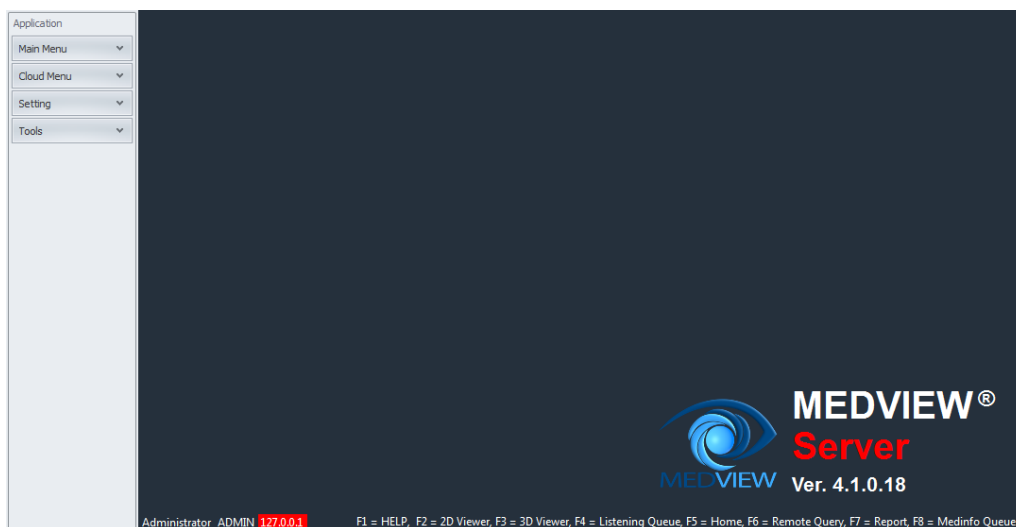 Application
Main Menu
Cloud Menu
Setting
Tools
MEDVIEW®
Server
MEDVIEW
Ver. 4.1.0.18
Administrator ADMIN 127.0.0.1 F1 = HELP, F2 = 2D Viewer, F3 = 3D Viewer, F4 = Listening Queue, F5 = Home, F6 = Remote Query, F7 = Report, F8 = Medinfo Queue